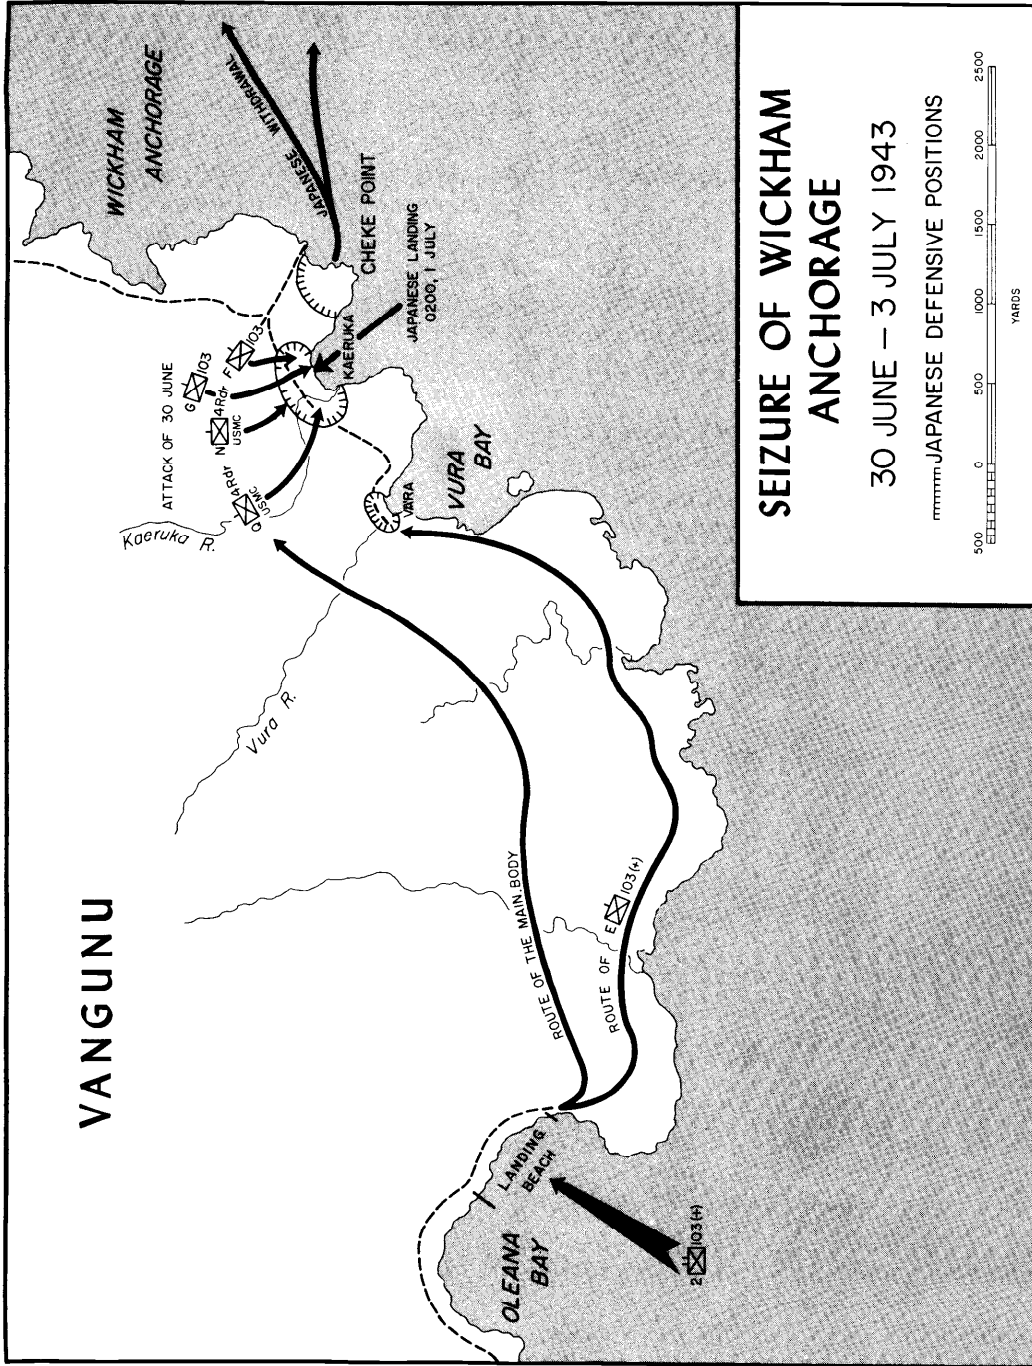 VANGUNU
WICKHAM
ANCHORAGE
JAPANESE WITHDRAWAL
CHEKE POINT
JAPANESE LANDING
0200, 1 JULY
KAERUKA
ATTACK OF 30 JUNE
F 103
G 103
N 4Rdr
USMC
Q 4Rdr
USMC
Kaeruka R.
VURA
VURA
BAY
Vura R.
ROUTE OF THE MAIN BODY
ROUTE OF E 103(+)
LANDING
BEACH
OLEANA
BAY
2 103(+)
SEIZURE OF WICKHAM
ANCHORAGE
30 JUNE – 3 JULY 1943
JAPANESE DEFENSIVE POSITIONS
500 0 500 1000 1500 2000 2500
YARDS